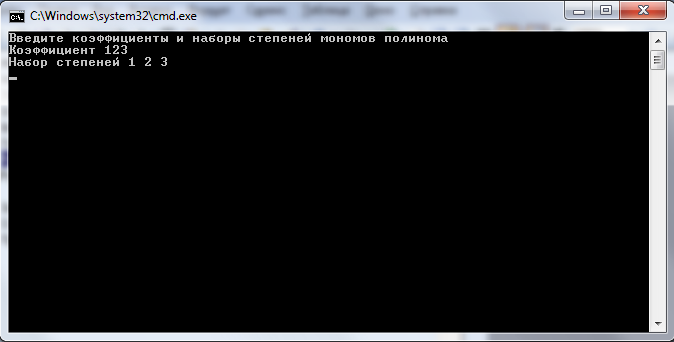 C:\Windows\system32\cmd.exe
Введите коэффициенты и наборы степеней мономов полинома
Коэффициент 123
Набор степеней 1 2 3